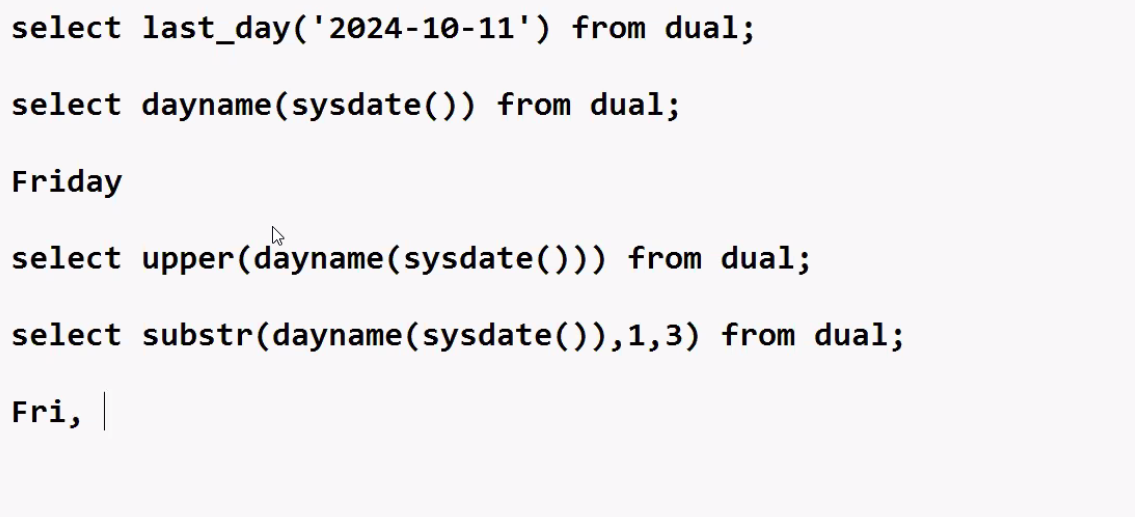 select last_day('2024-10-11') from dual;
select dayname(sysdate()) from dual;
Friday
select upper(dayname(sysdate())) from dual;
select substr(dayname(sysdate()),1,3) from dual;
Fri,